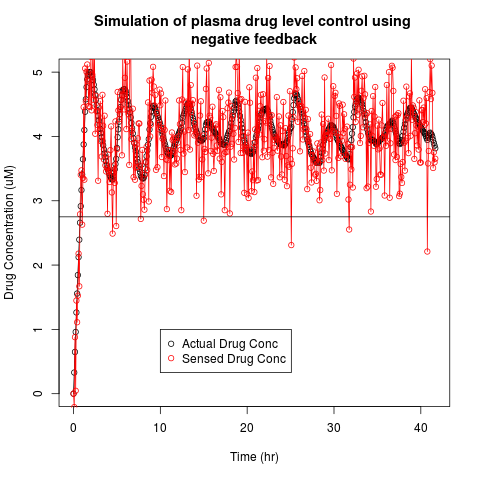 Simulation of plasma drug level control using
negative feedback
Drug Concentration (uM)
5
4
3
2
1
0
Actual Drug Conc
Sensed Drug Conc
0 10 20 30 40
Time (hr)